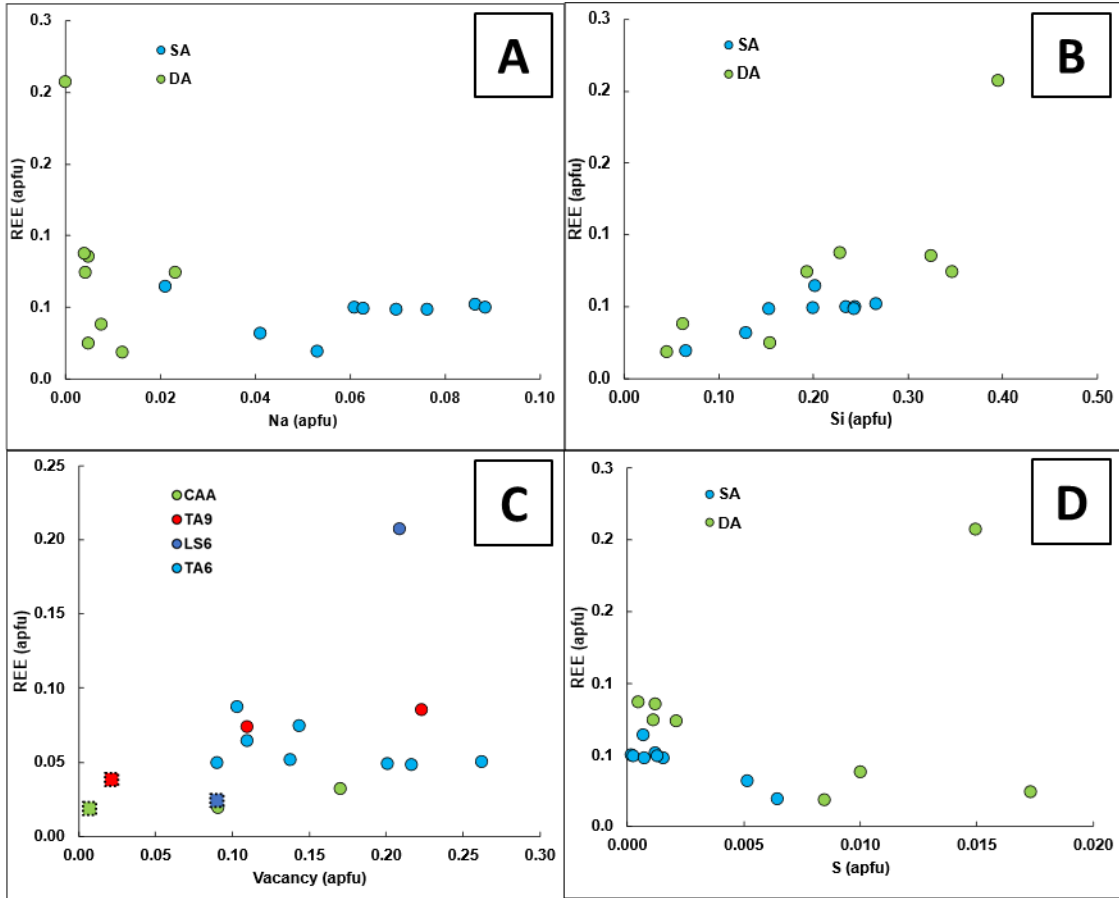 0.3
0.2
0.2
0.1
0.1
0.0
REE (apfu)
SA
DA
A
0.00 0.02 0.04 0.06 0.08 0.10
Na (apfu)
0.3
0.2
0.2
0.1
0.1
0.0
REE (apfu)
SA
DA
B
0.00 0.10 0.20 0.30 0.40 0.50
Si (apfu)
0.25
0.20
0.15
0.10
0.05
0.00
REE (apfu)
CAA
TA9
LS6
TA6
C
0.00 0.05 0.10 0.15 0.20 0.25 0.30
Vacancy (apfu)
0.3
0.2
0.2
0.1
0.1
0.0
REE (apfu)
SA
DA
D
0.000 0.005 0.010 0.015 0.020
S (apfu)